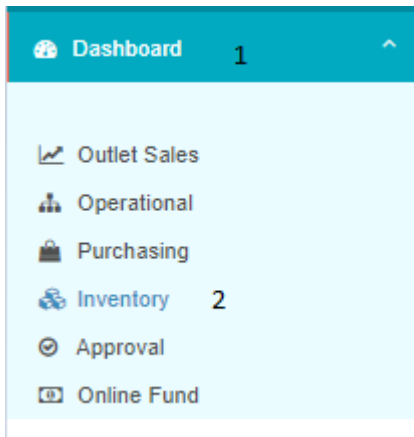 Dashboard 1
Outlet Sales
Operational
Purchasing
Inventory 2
Approval
Online Fund